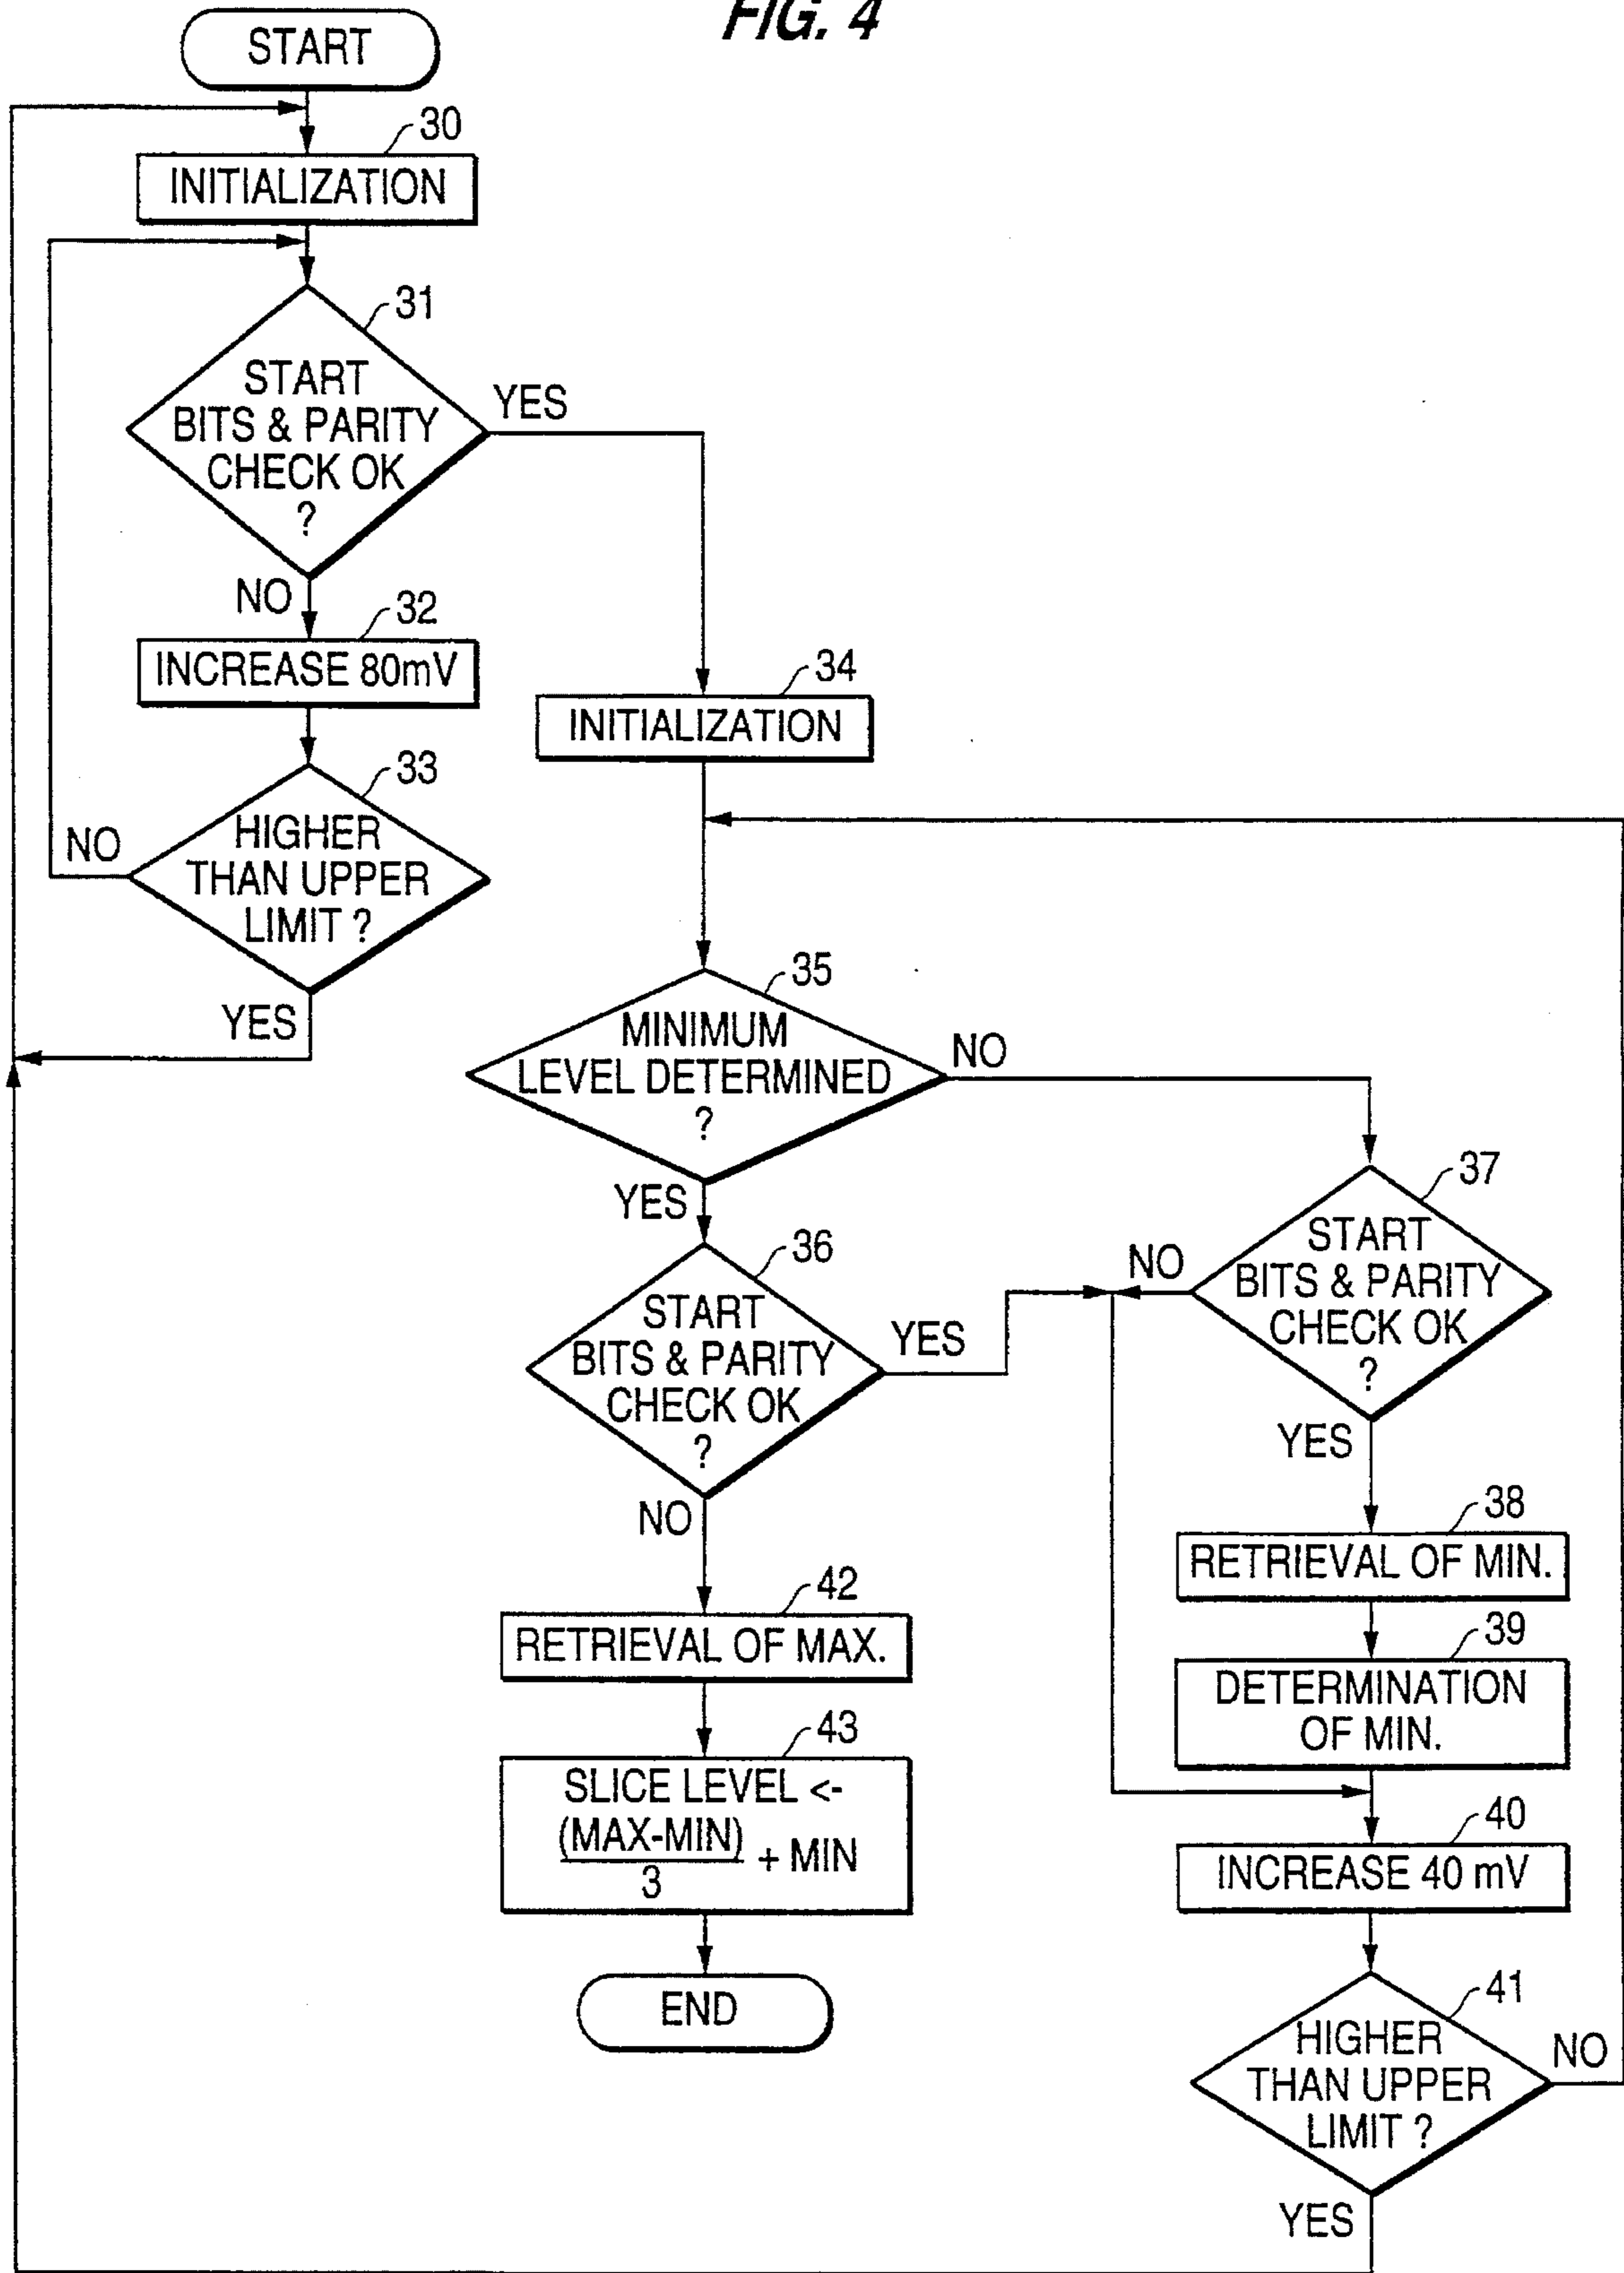 FIG. 4
START
30
INITIALIZATION
31
START
BITS & PARITY
CHECK OK
?
YES
NO
32
INCREASE 80mV
33
HIGHER
THAN UPPER
LIMIT ?
NO
YES
34
INITIALIZATION
35
MINIMUM
LEVEL DETERMINED
?
NO
YES
36
START
BITS & PARITY
CHECK OK
?
YES
NO
37
START
BITS & PARITY
CHECK OK
?
NO
YES
38
RETRIEVAL OF MIN.
39
DETERMINATION
OF MIN.
40
INCREASE 40 mV
41
HIGHER
THAN UPPER
LIMIT ?
NO
YES
42
RETRIEVAL OF MAX.
43
SLICE LEVEL <-
(MAX-MIN)
3
+ MIN
END